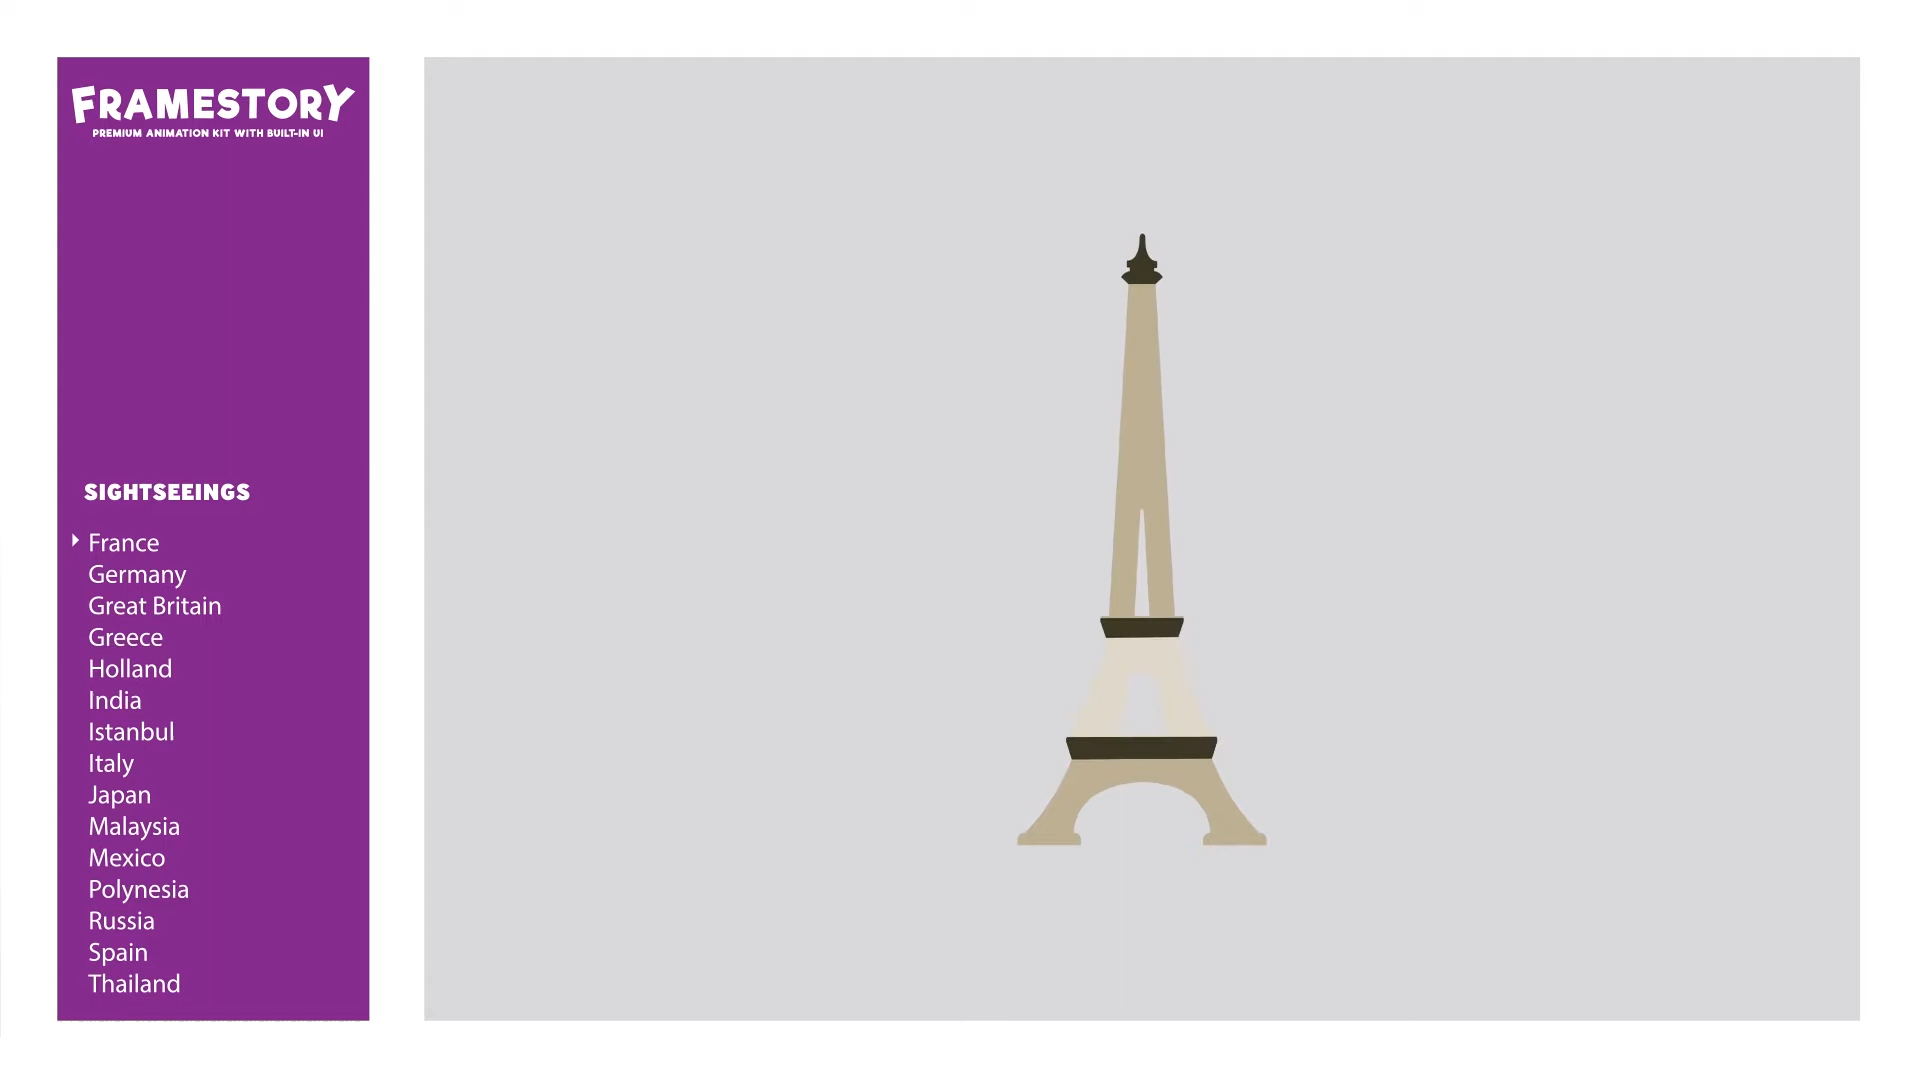 FRAMESTORY
PREMIUM ANIMATION KIT WITH BUILT-IN UI
SIGHTSEEINGS
France
Germany
Great Britain
Greece
Holland
India
Istanbul
Italy
Japan
Malaysia
Mexico
Polynesia
Russia
Spain
Thailand